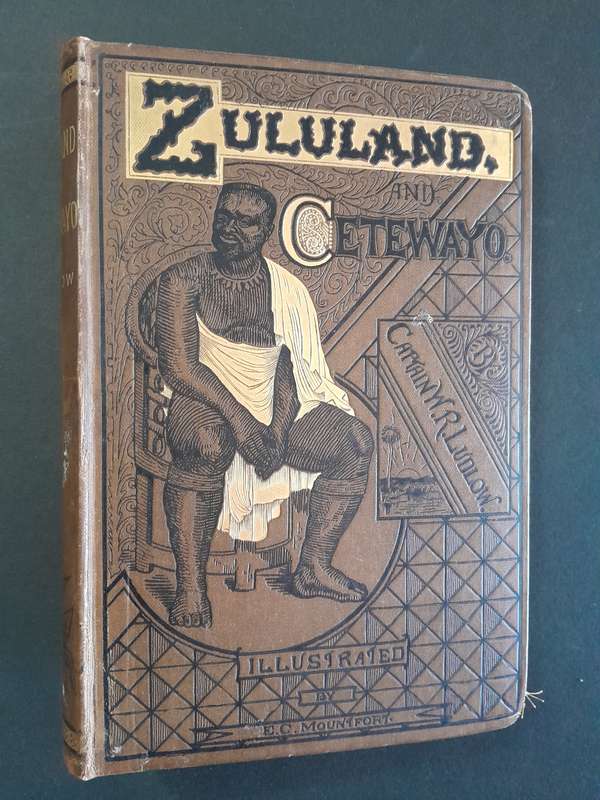 ZULULAND,
AND
CETEWAYO.
BY
CAPTAIN W.R. LUDLOW.
ILLUSTRATED
BY
E.C. MOUNTFORT.